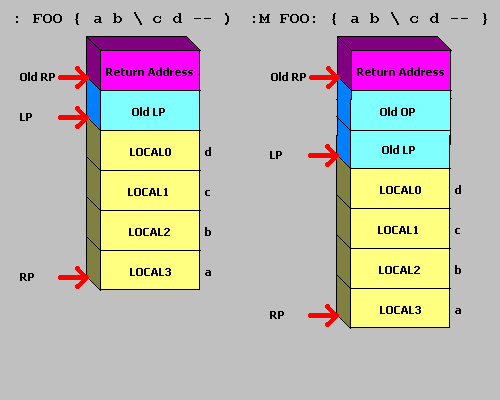 : FOO { a b \ c d -- )
:M FOO: { a b \ c d -- }
Return Address
Old RP
Old LP
LP
LOCAL0 d
LOCAL1 c
LOCAL2 b
LOCAL3 a
RP
Return Address
Old RP
Old OP
Old LP
LP
LOCAL0 d
LOCAL1 c
LOCAL2 b
LOCAL3 a
RP